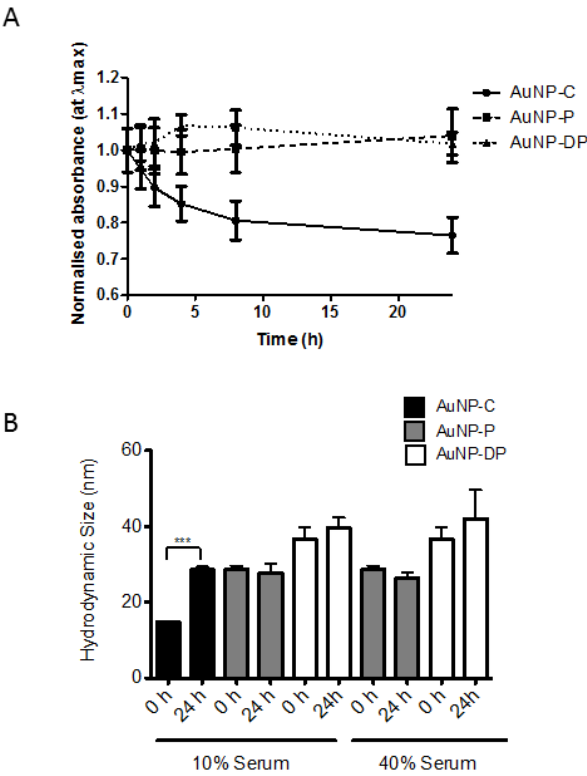 A
Normalised absorbance (at λmax)
1.2
1.1
1.0
0.9
0.8
0.7
0.6
0
5
10
15
20
Time (h)
AuNP-C
AuNP-P
AuNP-DP
B
AuNP-C
AuNP-P
AuNP-DP
Hydrodynamic Size (nm)
60
40
20
0
***
0 h
24 h
0 h
24 h
0 h
24 h
0 h
24 h
0 h
24h
10% Serum
40% Serum